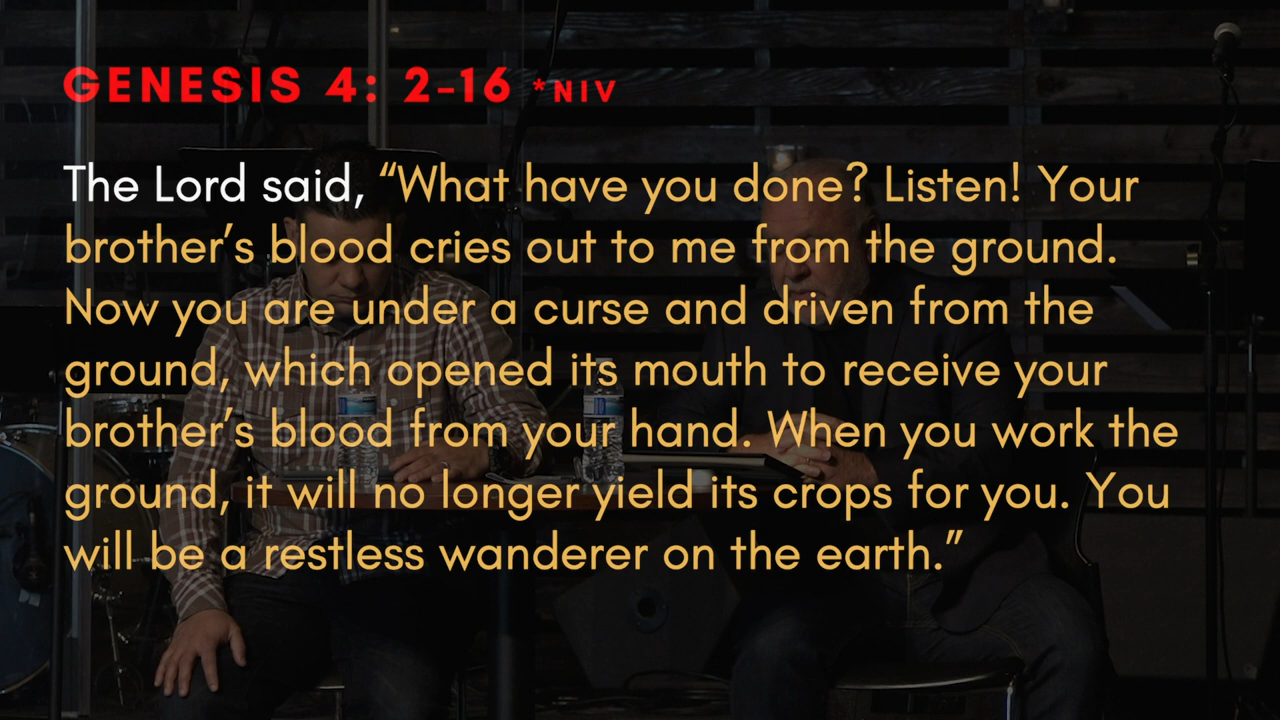 GENESIS 4: 2-16 *NIV
The Lord said, “What have you done? Listen! Your
brother’s blood cries out to me from the ground.
Now you are under a curse and driven from the
ground, which opened its mouth to receive your
brother’s blood from your hand. When you work the
ground, it will no longer yield its crops for you. You
will be a restless wanderer on the earth.”